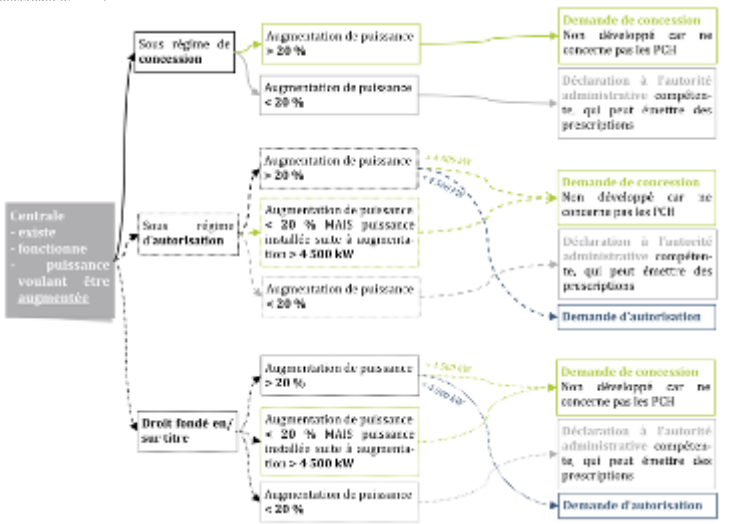 Centrale
- existe
- fonctionne
- puissance
voulant être
augmentée
Sous régime de
concession
Augmentation de puissance
> 20 %
Demande de concession
Non développé car ne
concerne pas les PCH
Augmentation de puissance
< 20 %
Déclaration à l'autorité
administrative compéten-
te, qui peut émettre des
prescriptions
Sous régime
d'autorisation
Augmentation de puissance
> 20 %
> 4 500 kW
< 4 500 kW
Demande de concession
Non développé car ne
concerne pas les PCH
Augmentation de puissance
< 20 % MAIS puissance
installée suite à augmenta-
tion > 4 500 kW
Déclaration à l'autorité
administrative compéten-
te, qui peut émettre des
prescriptions
Augmentation de puissance
< 20 %
Demande d'autorisation
Droit fondé en/
sur titre
Augmentation de puissance
> 20 %
> 4 500 kW
< 4 500 kW
Demande de concession
Non développé car ne
concerne pas les PCH
Augmentation de puissance
< 20 % MAIS puissance
installée suite à augmenta-
tion > 4 500 kW
Déclaration à l'autorité
administrative compéten-
te, qui peut émettre des
prescriptions
Augmentation de puissance
< 20 %
Demande d'autorisation